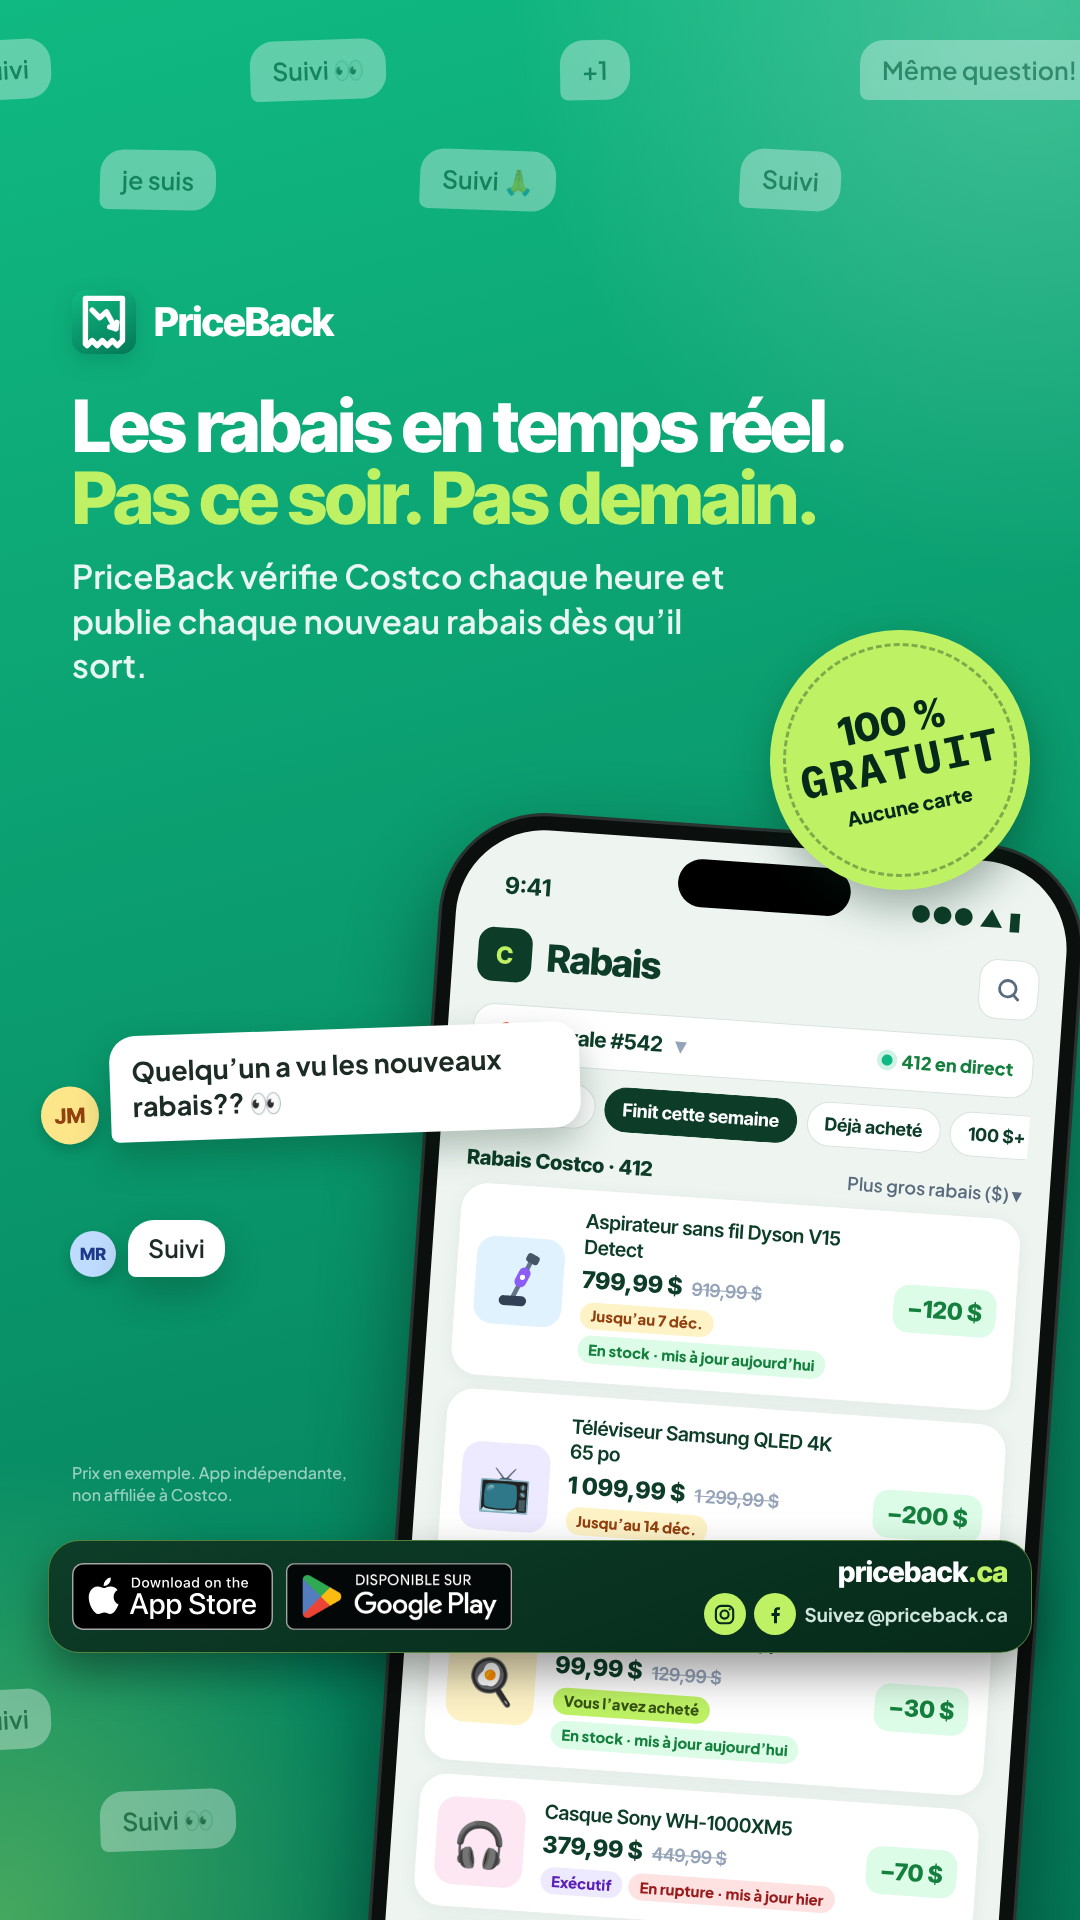 ivi
Suivi 👀
+1
Même question!
je suis
Suivi 🙏
Suivi
PriceBack
Les rabais en temps réel.
Pas ce soir. Pas demain.
PriceBack vérifie Costco chaque heure et
publie chaque nouveau rabais dès qu’il
sort.
100 %
GRATUIT
Aucune carte
9:41
C
Rabais
ale #542 ▼
412 en direct
JM
Quelqu’un a vu les nouveaux
rabais?? 👀
Finit cette semaine
Déjà acheté
100 $+
Rabais Costco · 412
Plus gros rabais ($) ▾
MR
Suivi
Aspirateur sans fil Dyson V15
Detect
799,99 $ 919,99 $
−120 $
Jusqu’au 7 déc.
En stock · mis à jour aujourd’hui
Téléviseur Samsung QLED 4K
65 po
1 099,99 $ 1 299,99 $
−200 $
Jusqu’au 14 déc.
Prix en exemple. App indépendante,
non affiliée à Costco.
Download on the
App Store
DISPONIBLE SUR
Google Play
priceback.ca
Suivez @priceback.ca
99,99 $ 129,99 $
−30 $
Vous l’avez acheté
En stock · mis à jour aujourd’hui
ivi
Suivi 👀
Casque Sony WH-1000XM5
379,99 $ 449,99 $
−70 $
Exécutif
En rupture · mis à jour hier